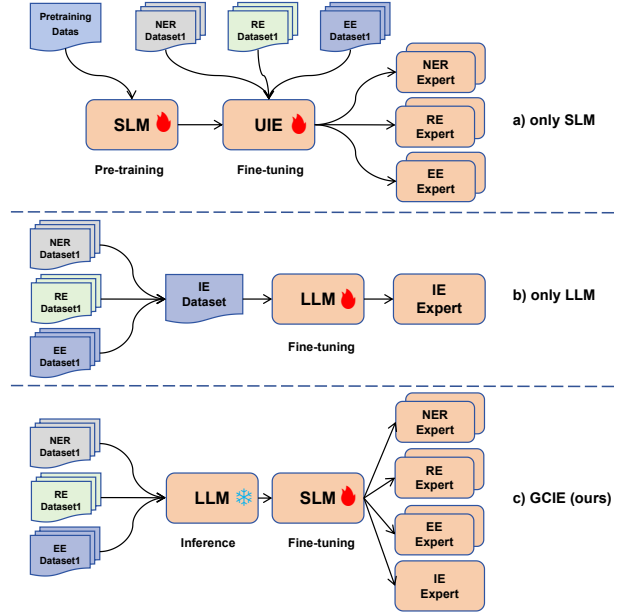 Pretraining
Datas
NER
Dataset1
RE
Dataset1
EE
Dataset1
SLM
UIE
NER
Expert
RE
Expert
EE
Expert
Pre-training
Fine-tuning
a) only SLM
NER
Dataset1
RE
Dataset1
EE
Dataset1
IE
Dataset
LLM
IE
Expert
Fine-tuning
b) only LLM
NER
Dataset1
RE
Dataset1
EE
Dataset1
LLM
SLM
Inference
Fine-tuning
NER
Expert
RE
Expert
EE
Expert
IE
Expert
c) GCIE (ours)